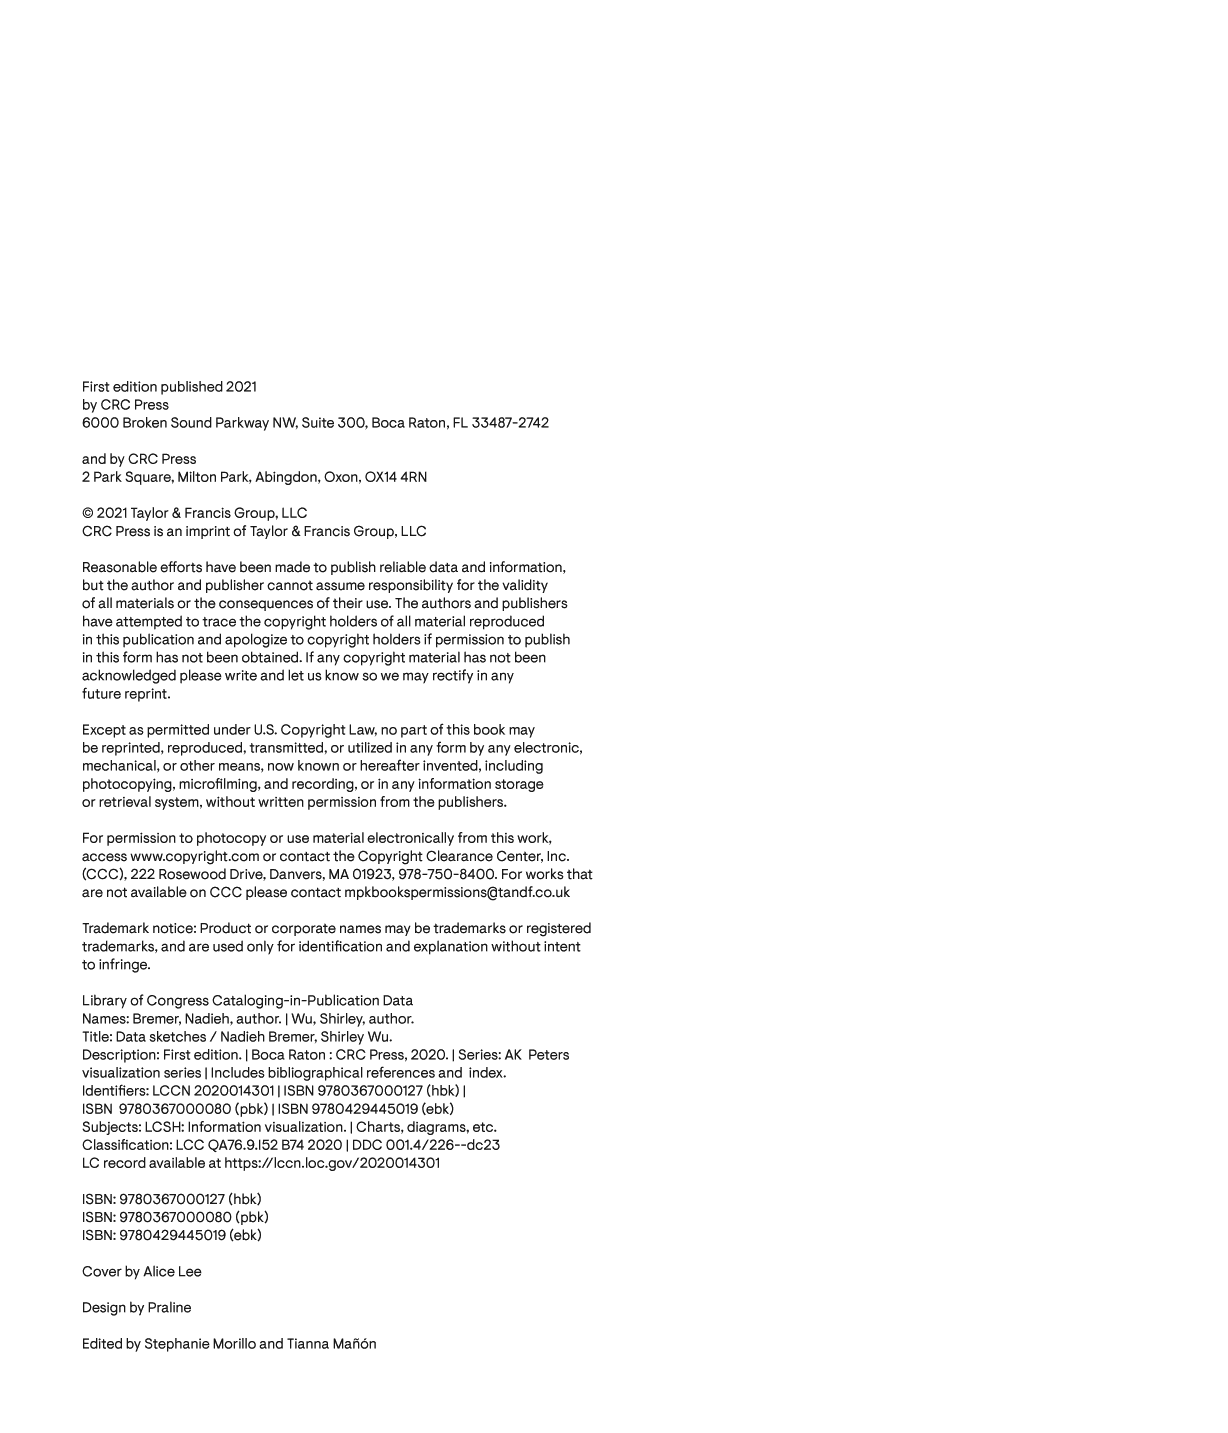 First edition published 2021
by CRC Press
6000 Broken Sound Parkway NW, Suite 300, Boca Raton, FL 33487-2742
and by CRC Press
2 Park Square, Milton Park, Abingdon, Oxon, OX14 4RN
© 2021 Taylor & Francis Group, LLC
CRC Press is an imprint of Taylor & Francis Group, LLC
Reasonable efforts have been made to publish reliable data and information,
but the author and publisher cannot assume responsibility for the validity
of all materials or the consequences of their use. The authors and publishers
have attempted to trace the copyright holders of all material reproduced
in this publication and apologize to copyright holders if permission to publish
in this form has not been obtained. If any copyright material has not been
acknowledged please write and let us know so we may rectify in any
future reprint.
Except as permitted under U.S. Copyright Law, no part of this book may
be reprinted, reproduced, transmitted, or utilized in any form by any electronic,
mechanical, or other means, now known or hereafter invented, including
photocopying, microfilming, and recording, or in any information storage
or retrieval system, without written permission from the publishers.
For permission to photocopy or use material electronically from this work,
access www.copyright.com or contact the Copyright Clearance Center, Inc.
(CCC), 222 Rosewood Drive, Danvers, MA 01923, 978-750-8400. For works that
are not available on CCC please contact mpkbookspermissions@tandf.co.uk
Trademark notice: Product or corporate names may be trademarks or registered
trademarks, and are used only for identification and explanation without intent
to infringe.
Library of Congress Cataloging-in-Publication Data
Names: Bremer, Nadieh, author. | Wu, Shirley, author.
Title: Data sketches / Nadieh Bremer, Shirley Wu.
Description: First edition. | Boca Raton : CRC Press, 2020. | Series: AK Peters
visualization series | Includes bibliographical references and index.
Identifiers: LCCN 2020014301 | ISBN 9780367000127 (hbk) |
ISBN 9780367000080 (pbk) | ISBN 9780429445019 (ebk)
Subjects: LCSH: Information visualization. | Charts, diagrams, etc.
Classification: LCC QA76.9.I52 B74 2020 | DDC 001.4/226--dc23
LC record available at https://lccn.loc.gov/2020014301
ISBN: 9780367000127 (hbk)
ISBN: 9780367000080 (pbk)
ISBN: 9780429445019 (ebk)
Cover by Alice Lee
Design by Praline
Edited by Stephanie Morillo and Tianna Mañón